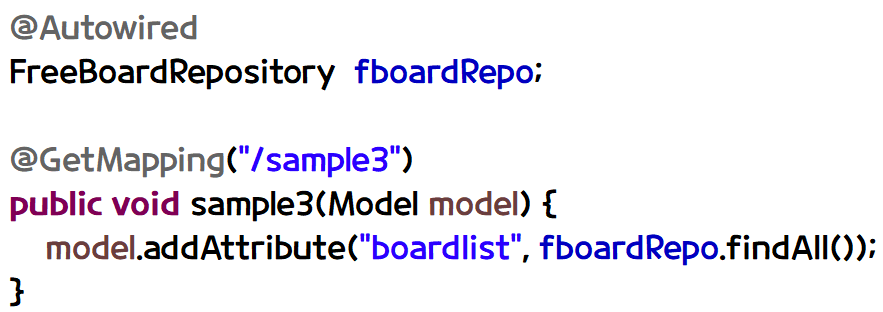 @Autowired
FreeBoardRepository fboardRepo;
@GetMapping("/sample3")
public void sample3(Model model) {
model.addAttribute("boardlist", fboardRepo.findAll());
}